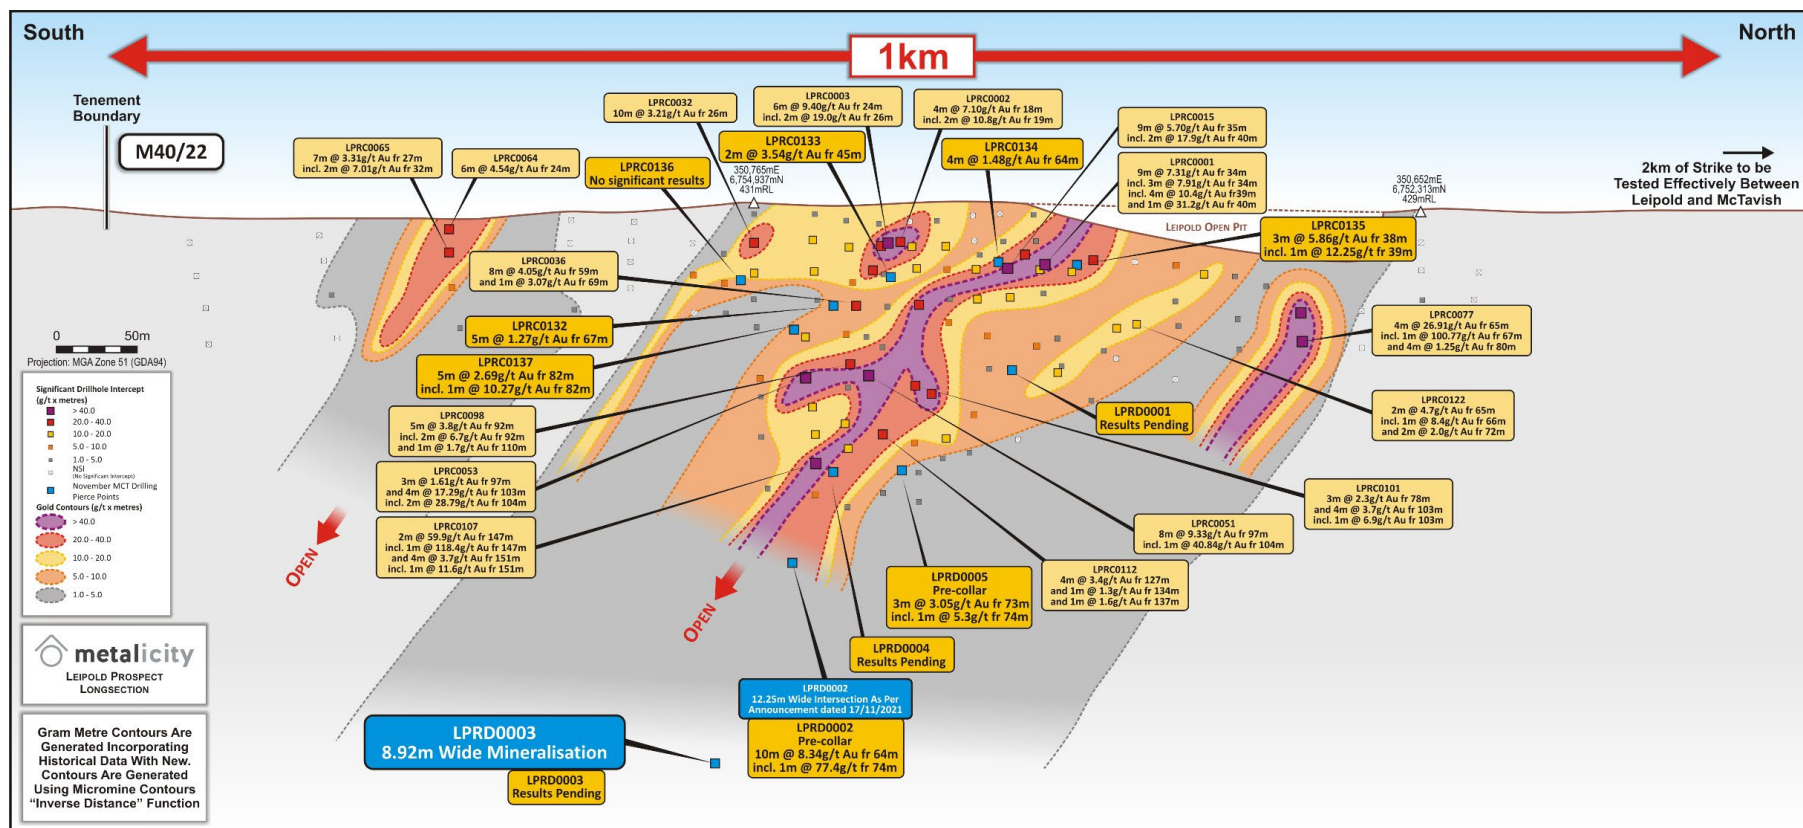 South
1km
North
Tenement
Boundary
M40/22
LPRC0065
7m @ 3.31g/t Au fr 27m
incl. 2m @ 7.01g/t Au fr 32m
LPRC0064
6m @ 4.54g/t Au fr 24m
LPRC0032
10m @ 3.21g/t Au fr 26m
LPRC0136
No significant results
350,765mE
6,754,937mN
431mRL
LPRC0003
6m @ 9.40g/t Au fr 24m
incl. 2m @ 19.0g/t Au fr 26m
LPRC0133
2m @ 3.54g/t Au fr 45m
LPRC0002
4m @ 7.10g/t Au fr 18m
incl. 2m @ 10.8g/t Au fr 19m
LPRC0134
4m @ 1.48g/t Au fr 64m
LPRC0015
9m @ 5.70g/t Au fr 35m
incl. 2m @ 17.9g/t Au fr 40m
LPRC0001
9m @ 7.31g/t Au fr 34m
incl. 3m @ 7.91g/t Au fr 34m
incl. 4m @ 10.4g/t Au fr39m
and 1m @ 31.2g/t Au fr 40m
350,652mE
6,752,313mN
429mRL
2km of Strike to be
Tested Effectively Between
Leipold and McTavish
Leipold Open Pit
LPRC0135
3m @ 5.86g/t Au fr 38m
incl. 1m @ 12.25g/t fr 39m
LPRC0036
8m @ 4.05g/t Au fr 59m
and 1m @ 3.07g/t Au fr 69m
LPRC0132
5m @ 1.27g/t Au fr 67m
LPRC0137
5m @ 2.69g/t Au fr 82m
incl. 1m @ 10.27g/t Au fr 82m
LPRC0077
4m @ 26.91g/t Au fr 65m
incl. 1m @ 100.77g/t Au fr 67m
and 4m @ 1.25g/t Au fr 80m
LPRC0122
2m @ 4.7g/t Au fr 65m
incl. 1m @ 8.4g/t Au fr 66m
and 2m @ 2.0g/t Au fr 72m
LPRD0001
Results Pending
LPRC0098
5m @ 3.8g/t Au fr 92m
incl. 2m @ 6.7g/t Au fr 92m
and 1m @ 1.7g/t Au fr 110m
LPRC0053
3m @ 1.61g/t Au fr 97m
and 4m @ 17.29g/t Au fr 103m
incl. 2m @ 28.79g/t Au fr 104m
LPRC0107
2m @ 59.9g/t Au fr 147m
incl. 1m @ 118.4g/t Au fr 147m
and 4m @ 3.7g/t Au fr 151m
incl. 1m @ 11.6g/t Au fr 151m
LPRC0101
3m @ 2.3g/t Au fr 78m
and 4m @ 3.7g/t Au fr 103m
incl. 1m @ 6.9g/t Au fr 103m
LPRC0051
8m @ 9.33g/t Au fr 97m
incl. 1m @ 40.84g/t Au fr 104m
LPRC0112
4m @ 3.4g/t Au fr 127m
and 1m @ 1.3g/t Au fr 134m
and 1m @ 1.6g/t Au fr 137m
LPRD0005
Pre-collar
3m @ 3.05g/t Au fr 73m
incl. 1m @ 5.3g/t fr 74m
LPRD0004
Results Pending
LPRD0002
12.25m Wide Intersection As Per
Announcement dated 17/11/2021
LPRD0002
Pre-collar
10m @ 8.34g/t Au fr 64m
incl. 1m @ 77.4g/t fr 74m
LPRD0003
8.92m Wide Mineralisation
LPRD0003
Results Pending
Open
Open
0 50m
Projection: MGA Zone 51 (GDA94)
Significant Drillhole Intercept
(g/t x metres)
> 40.0
20.0 - 40.0
10.0 - 20.0
5.0 - 10.0
1.0 - 5.0
NSI
(No Significant Intercept)
November MCT Drilling
Pierce Points
Gold Contours (g/t x metres)
> 40.0
20.0 - 40.0
10.0 - 20.0
5.0 - 10.0
1.0 - 5.0
metalicity
Leipold Prospect
Longsection
Gram Metre Contours Are
Generated Incorporating
Historical Data With New.
Contours Are Generated
Using Micromine Contours
“Inverse Distance” Function